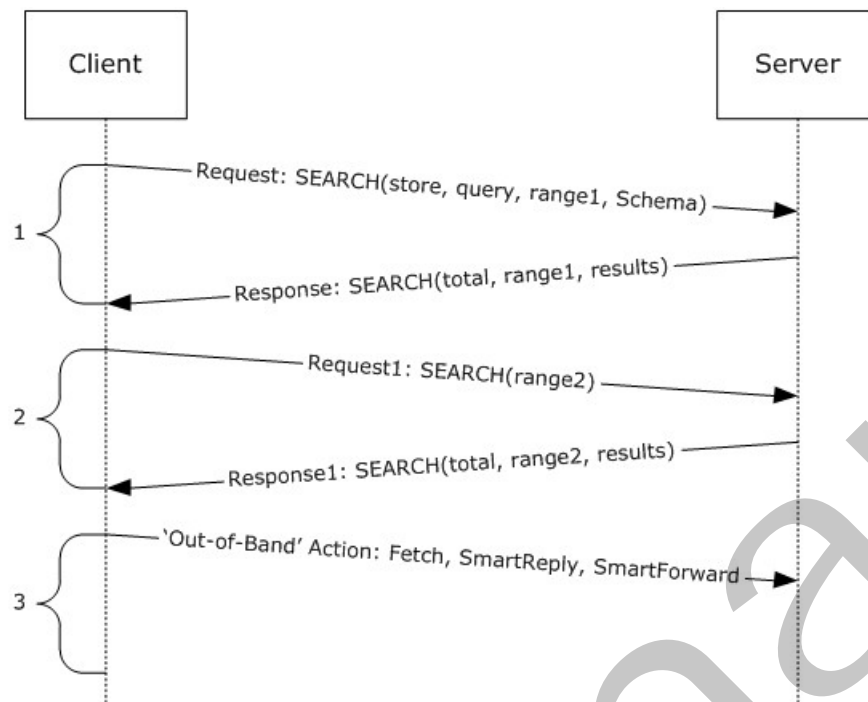 Client
Server
Request: SEARCH(store, query, range1, Schema)
1
Response: SEARCH(total, range1, results)
Request1: SEARCH(range2)
2
Response1: SEARCH(total, range2, results)
‘Out-of-Band’ Action: Fetch, SmartReply, SmartForward
3